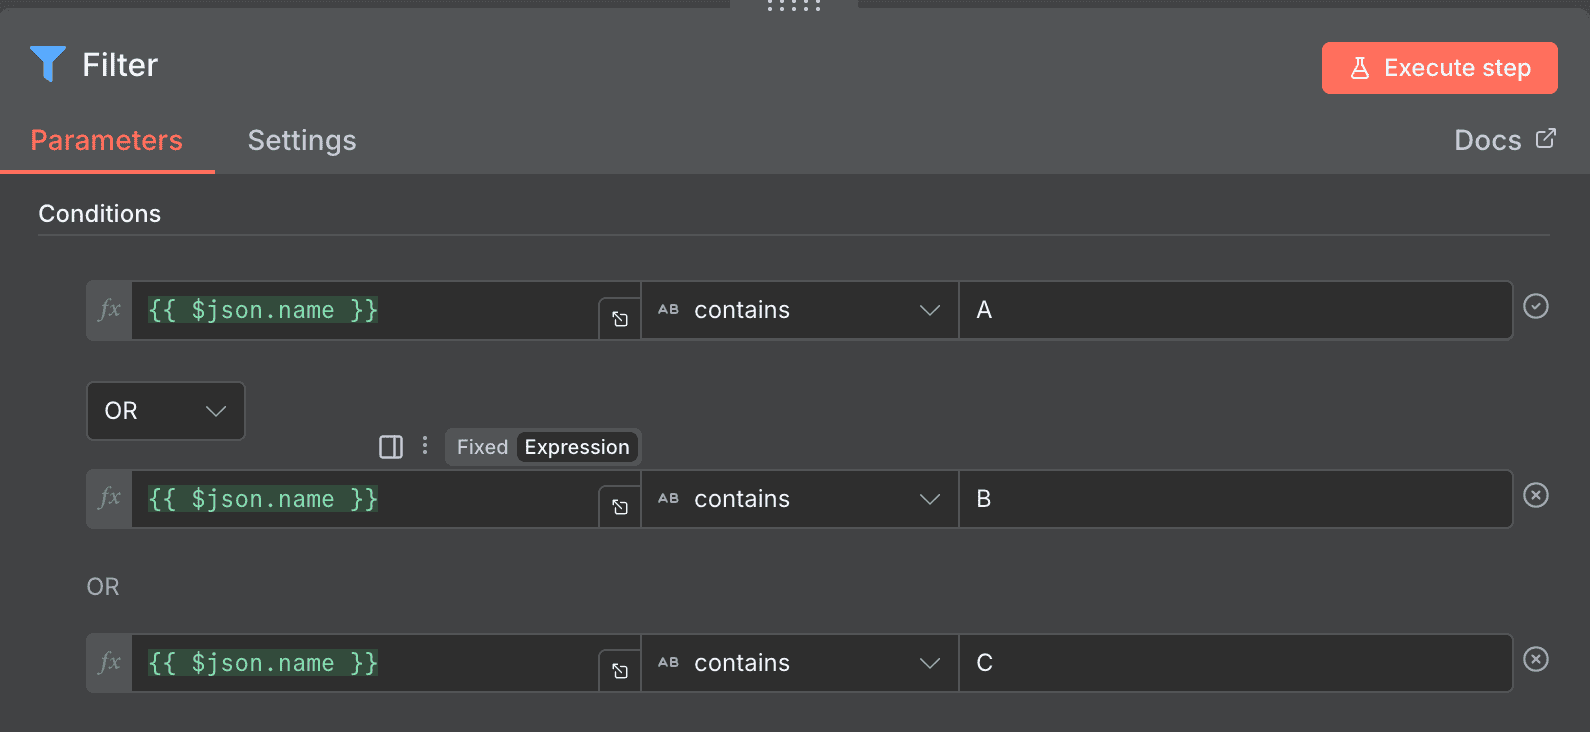 Filter
Execute step
Parameters Settings Docs
Conditions
fx {{ $json.name }} AB contains A
OR
Fixed Expression
fx {{ $json.name }} AB contains B
OR
fx {{ $json.name }} AB contains C